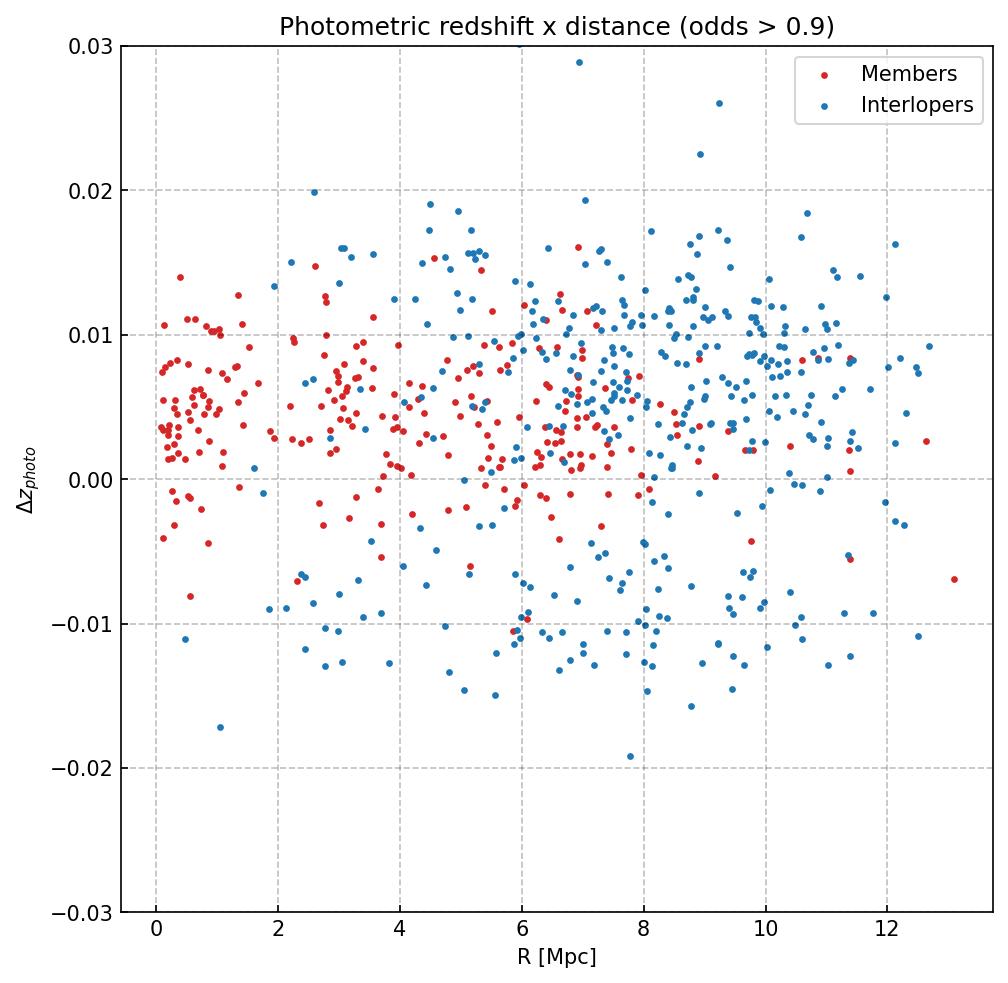 Photometric redshift x distance (odds > 0.9)
Members
Interlopers
0.03
0.02
0.01
0.00
−0.01
−0.02
−0.03
Δz_photo
0
2
4
6
8
10
12
R [Mpc]